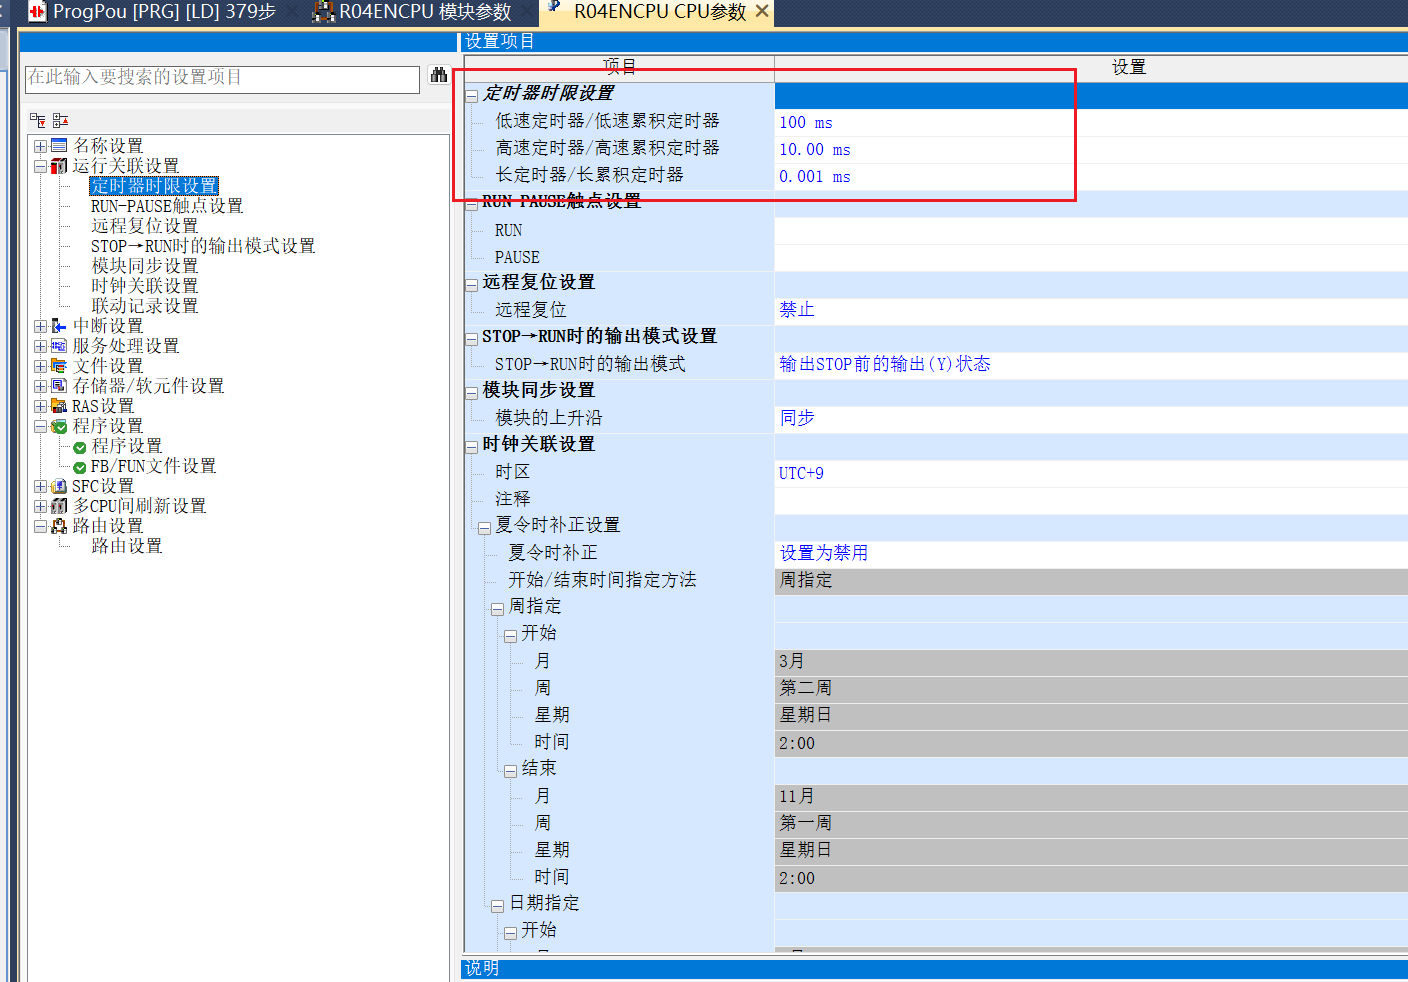 ProgPou [PRG] [LD] 379步
R04ENCPU 模块参数
R04ENCPU CPU参数
设置项目
在此输入要搜索的设置项目
名称设置
运行关联设置
定时器时限设置
RUN-PAUSE触点设置
远程复位设置
STOP→RUN时的输出模式设置
模块同步设置
时钟关联设置
联动记录设置
中断设置
服务处理设置
文件设置
存储器/软元件设置
RAS设置
程序设置
程序设置
FB/FUN文件设置
SFC设置
多CPU间刷新设置
路由设置
路由设置
项目 设置
定时器时限设置
低速定时器/低速累积定时器 100 ms
高速定时器/高速累积定时器 10.00 ms
长定时器/长累积定时器 0.001 ms
RUN-PAUSE触点设置
RUN
PAUSE
远程复位设置
远程复位 禁止
STOP→RUN时的输出模式设置
STOP→RUN时的输出模式 输出STOP前的输出(Y)状态
模块同步设置
模块的上升沿 同步
时钟关联设置
时区 UTC+9
注释
夏令时补正设置
夏令时补正 设置为禁用
开始/结束时间指定方法 周指定
周指定
开始
月 3月
周 第二周
星期 星期日
时间 2:00
结束
月 11月
周 第一周
星期 星期日
时间 2:00
日期指定
开始
说明